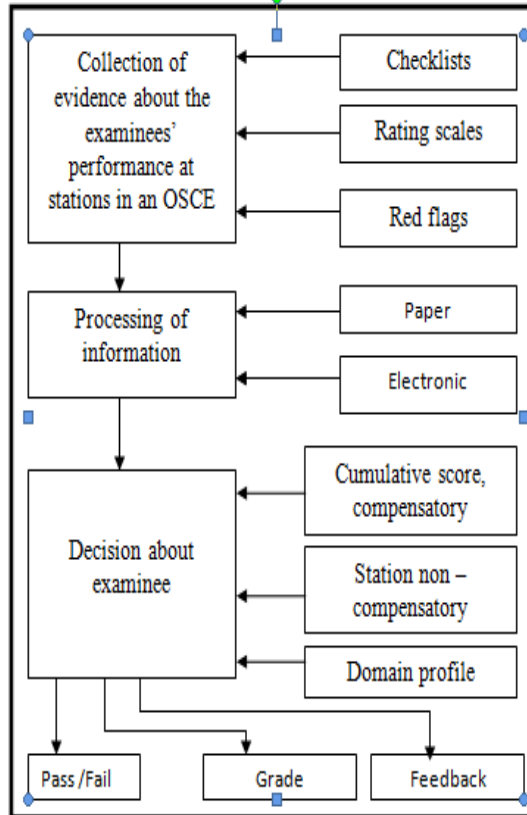 Collection of
evidence about the
examinees'
performance at
stations in an OSCE
Checklists
Rating scales
Red flags
Processing of
information
Paper
Electronic
Decision about
examinee
Cumulative score,
compensatory
Station non –
compensatory
Domain profile
Pass /Fail
Grade
Feedback